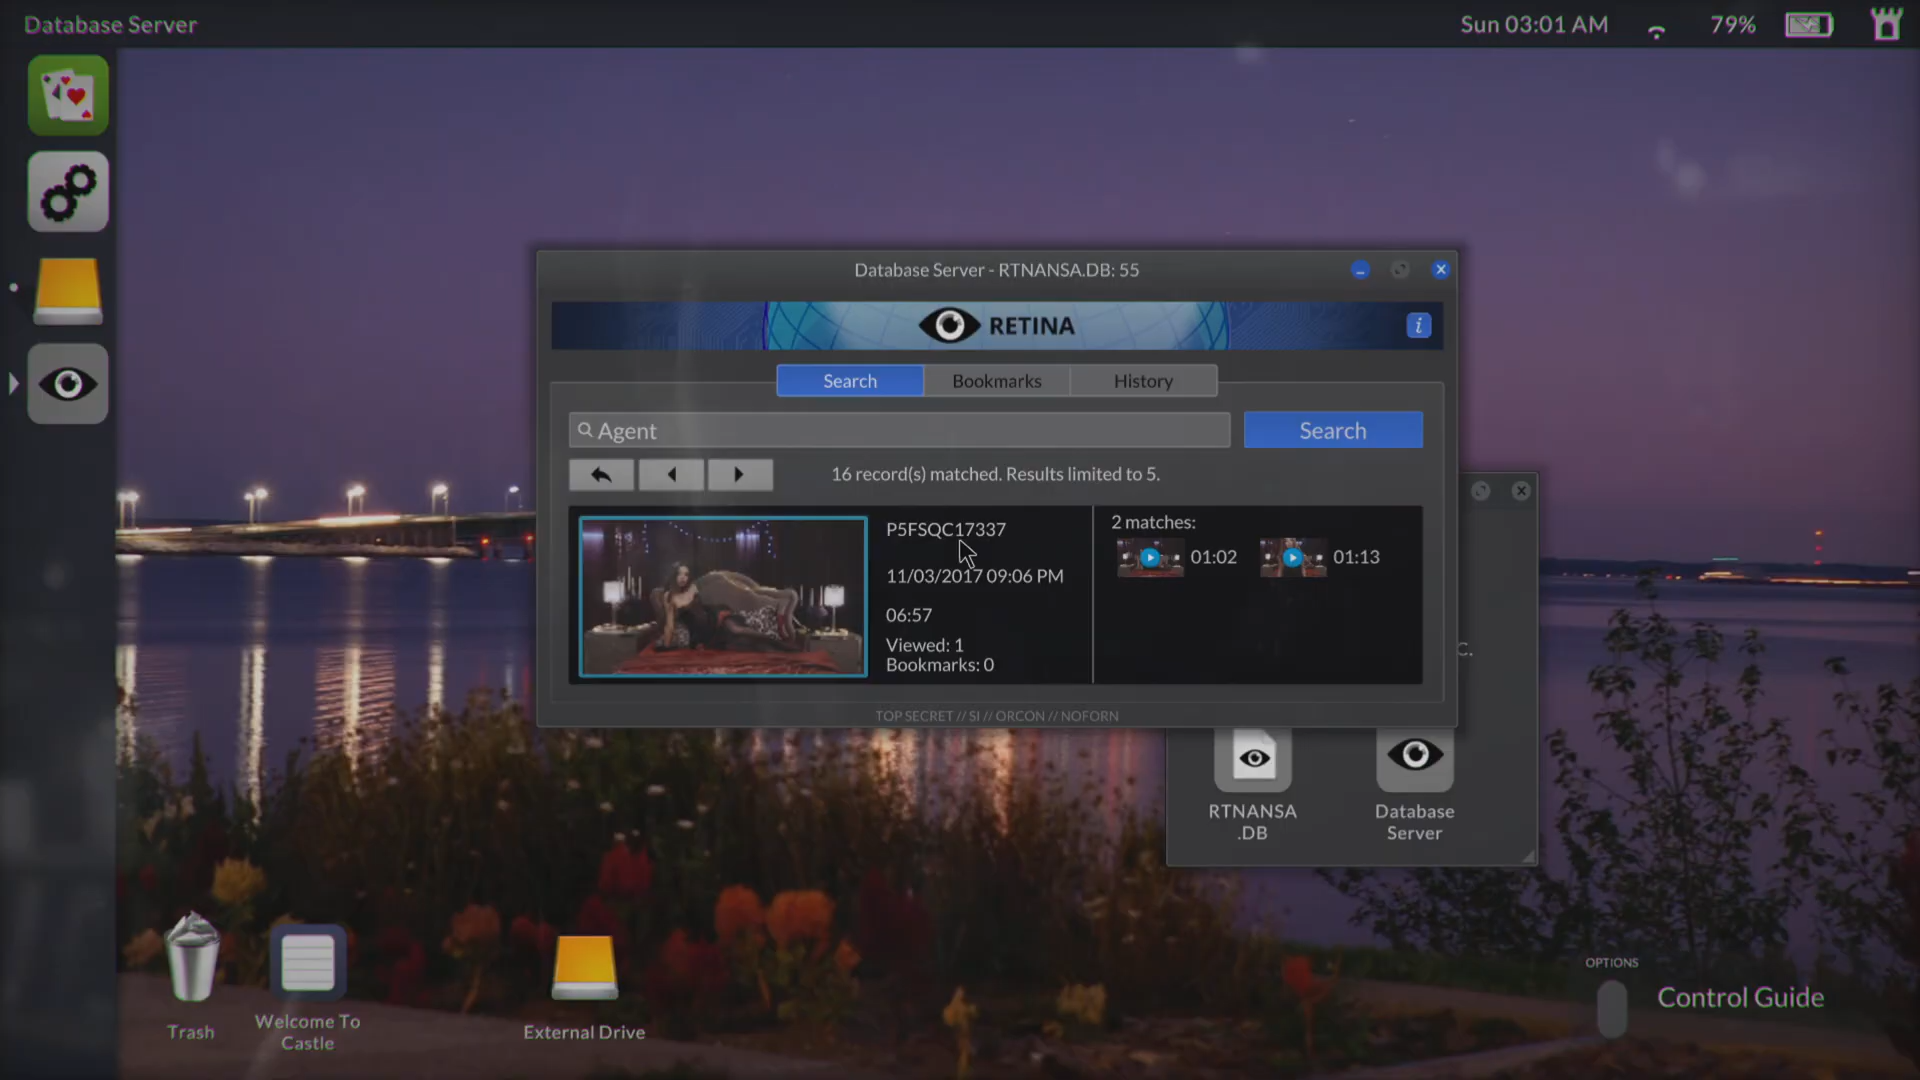 Database Server
Sun 03:01 AM
79%
Database Server - RTNANSA.DB: 55
RETINA
i
Search
Bookmarks
History
Agent
Search
16 record(s) matched. Results limited to 5.
P5FSQC17337
11/03/2017 09:06 PM
06:57
Viewed: 1
Bookmarks: 0
2 matches:
01:02
01:13
TOP SECRET // SI // ORCON // NOFORN
C.
RTNANSA
.DB
Database
Server
Trash
Welcome To
Castle
External Drive
OPTIONS
Control Guide